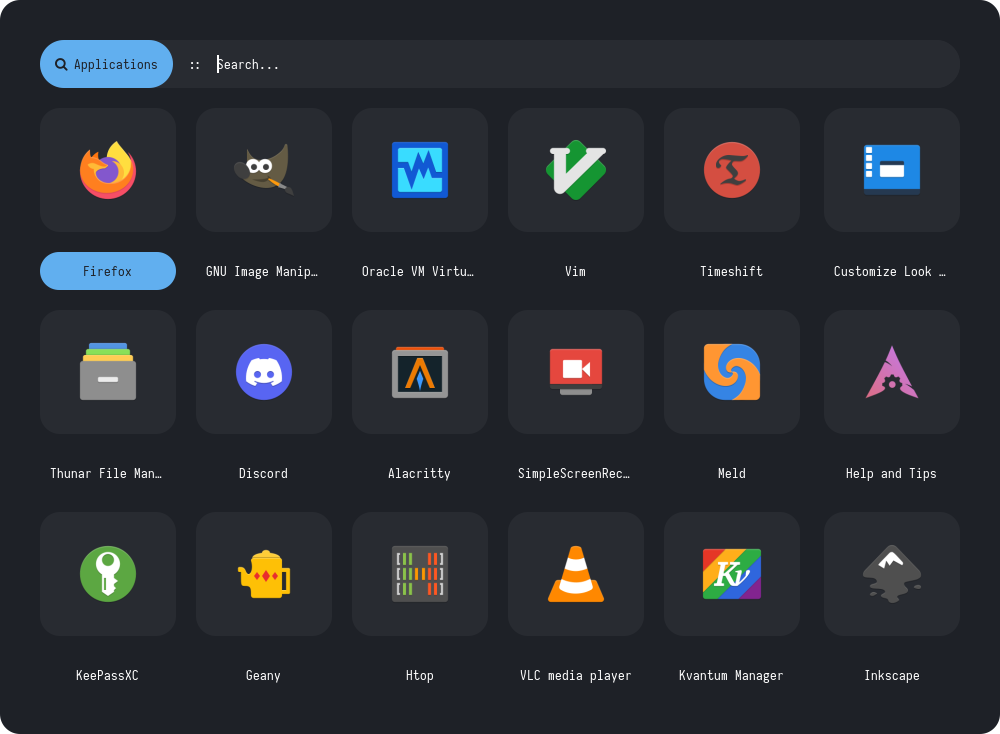 Applications :: Search...
Firefox GNU Image Manip… Oracle VM Virtu… Vim Timeshift Customize Look …
Thunar File Man… Discord Alacritty SimpleScreenRec… Meld Help and Tips
KeePassXC Geany Htop VLC media player Kvantum Manager Inkscape